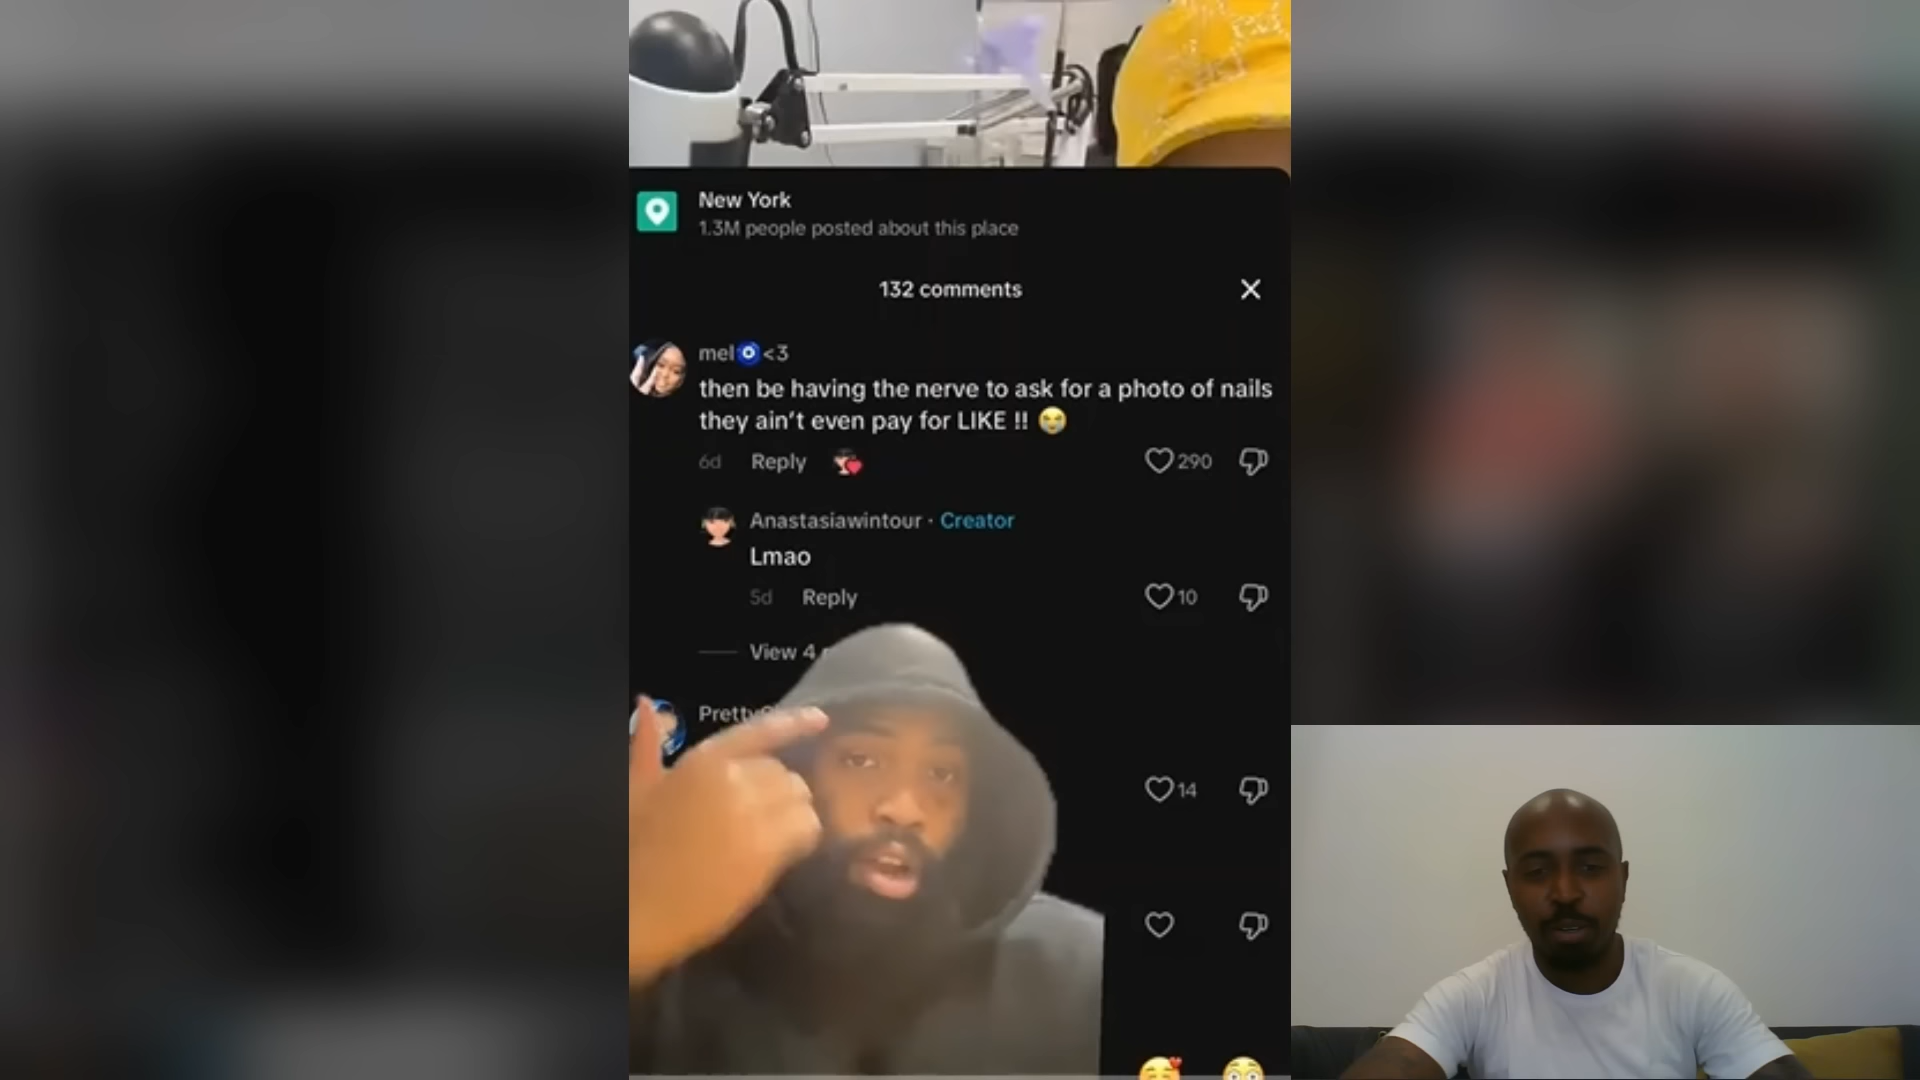 New York
1.3M people posted about this place
132 comments
mel🧿<3
then be having the nerve to ask for a photo of nails
they ain't even pay for LIKE !! 😭
6d Reply 290
Anastasiawintour · Creator
Lmao
5d Reply 10
View 4
Pretty
14